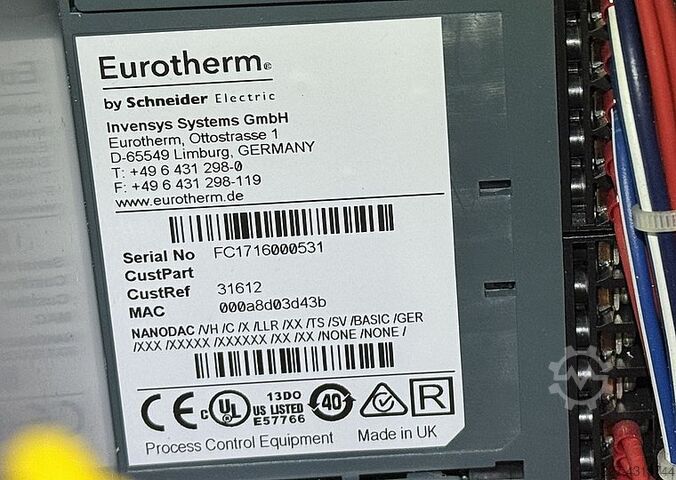 Eurotherm®
by Schneider Electric
Invensys Systems GmbH
Eurotherm, Ottostrasse 1
D-65549 Limburg, GERMANY
T: +49 6 431 298-0
F: +49 6 431 298-119
www.eurotherm.de
Serial No FC1716000531
CustPart
CustRef 31612
MAC 000a8d03d43b
NANODAC /VH /C /X /LLR /XX /TS /SV /BASIC /GER
/XXX /XXXXX /XXXXXX /XX /XX /NONE /NONE /
CE c UL US LISTED 13DO E57766 40 R
Process Control Equipment Made in UK